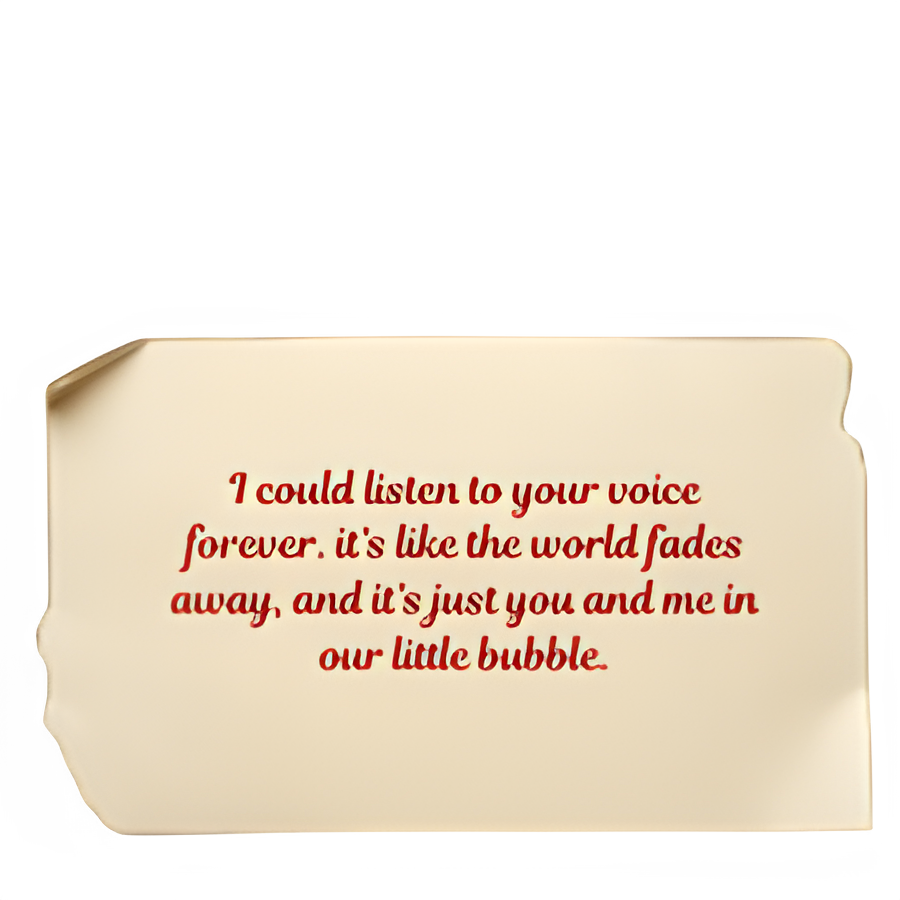 I could listen to your voice
forever. it's like the world fades
away, and it's just you and me in
our little bubble.